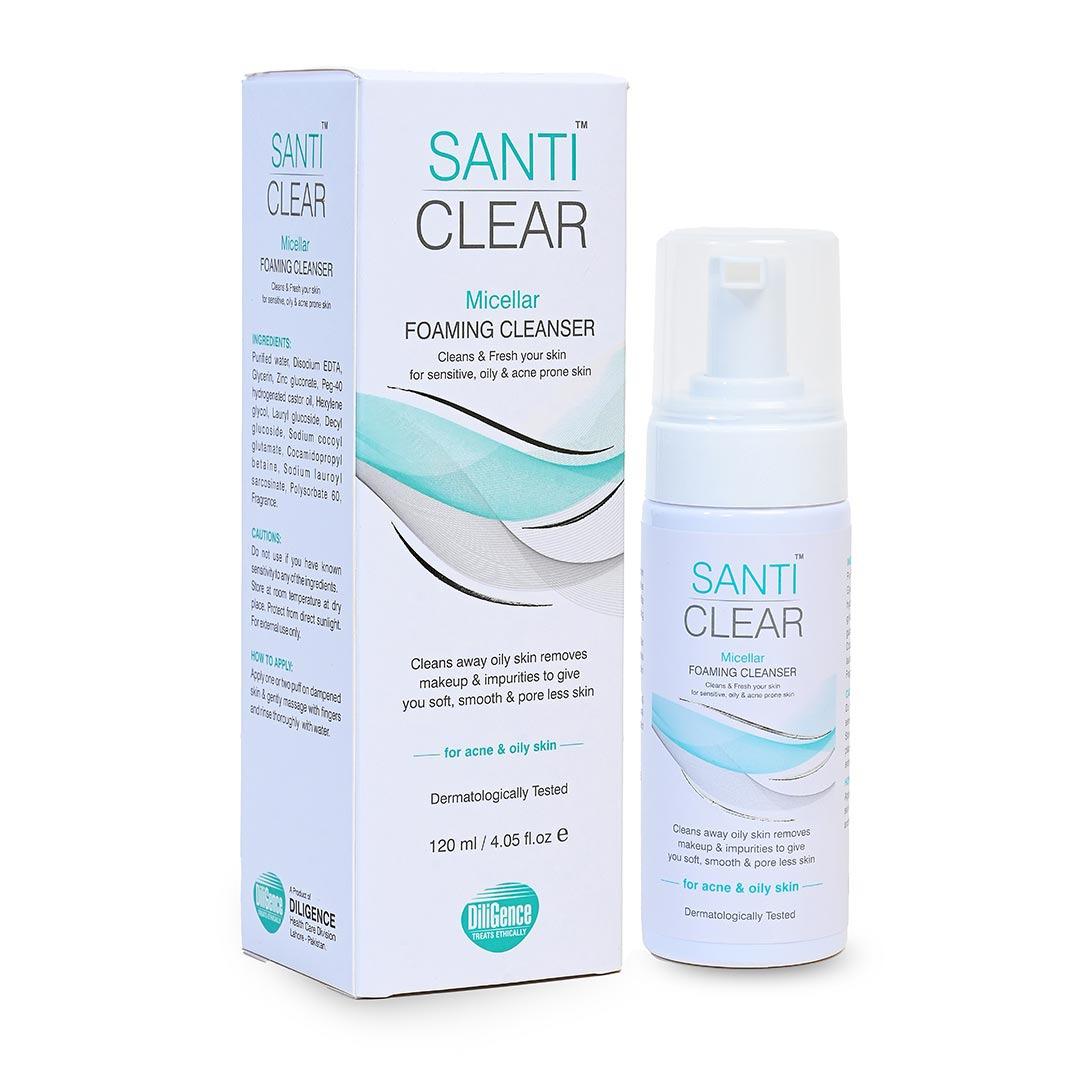 SANTI
TM
CLEAR
Micellar
FOAMING CLEANSER
Cleans & Fresh your skin
for sensitive, oily & acne prone skin
INGREDIENTS:
Purified water, Disodium EDTA,
Glycerin, Zinc gluconate, Peg-40
hydrogenated castor oil, Hexylene
glycol, Lauryl glucoside, Decyl
glucoside, Sodium cocoyl
glutamate, Cocamidopropyl
betaine, Sodium lauroyl
sarcosinate, Polysorbate 60,
Fragrance.
CAUTIONS:
Do not use if you have known
sensitivity to any of the ingredients.
Store at room temperature at dry
place. Protect from direct sunlight.
For external use only.
HOW TO APPLY:
Apply one or two puff on dampened
skin & gently massage with fingers
and rinse thoroughly with water.
DiliGence
A Product of
DILIGENCE
Health Care Division
Lahore - Pakistan.
SANTI
TM
CLEAR
Micellar
FOAMING CLEANSER
Cleans & Fresh your skin
for sensitive, oily & acne prone skin
Cleans away oily skin removes
makeup & impurities to give
you soft, smooth & pore less skin
for acne & oily skin
Dermatologically Tested
120 ml / 4.05 fl.oz e
DiliGence
TREATS ETHICALLY
SANTI
TM
CLEAR
Micellar
FOAMING CLEANSER
Cleans & Fresh your skin
for sensitive, oily & acne prone skin
Cleans away oily skin removes
makeup & impurities to give
you soft, smooth & pore less skin
for acne & oily skin
Dermatologically Tested